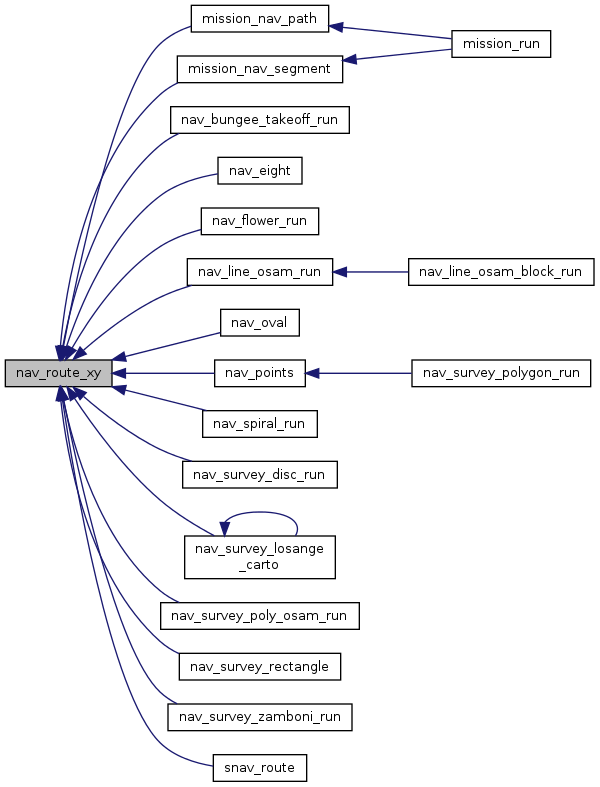 mission_nav_path
mission_run
mission_nav_segment
nav_bungee_takeoff_run
nav_eight
nav_flower_run
nav_line_osam_run
nav_line_osam_block_run
nav_oval
nav_route_xy
nav_points
nav_survey_polygon_run
nav_spiral_run
nav_survey_disc_run
nav_survey_losange
_carto
nav_survey_poly_osam_run
nav_survey_rectangle
nav_survey_zamboni_run
snav_route